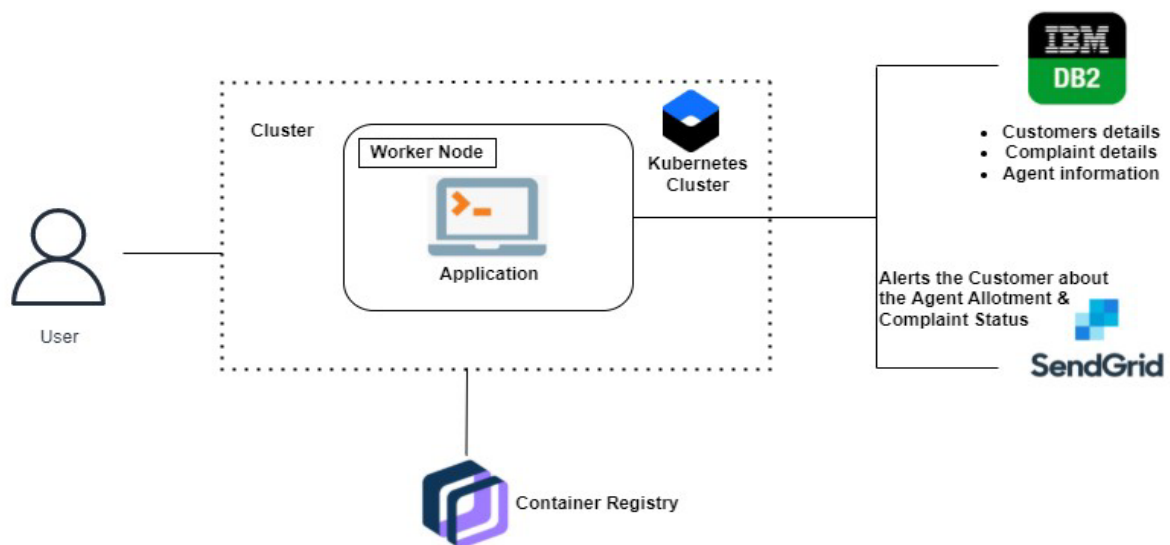 IBM
DB2
• Customers details
• Complaint details
• Agent information
Cluster
Worker Node
Kubernetes
Cluster
Application
User
Alerts the Customer about
the Agent Allotment &
Complaint Status
SendGrid
Container Registry